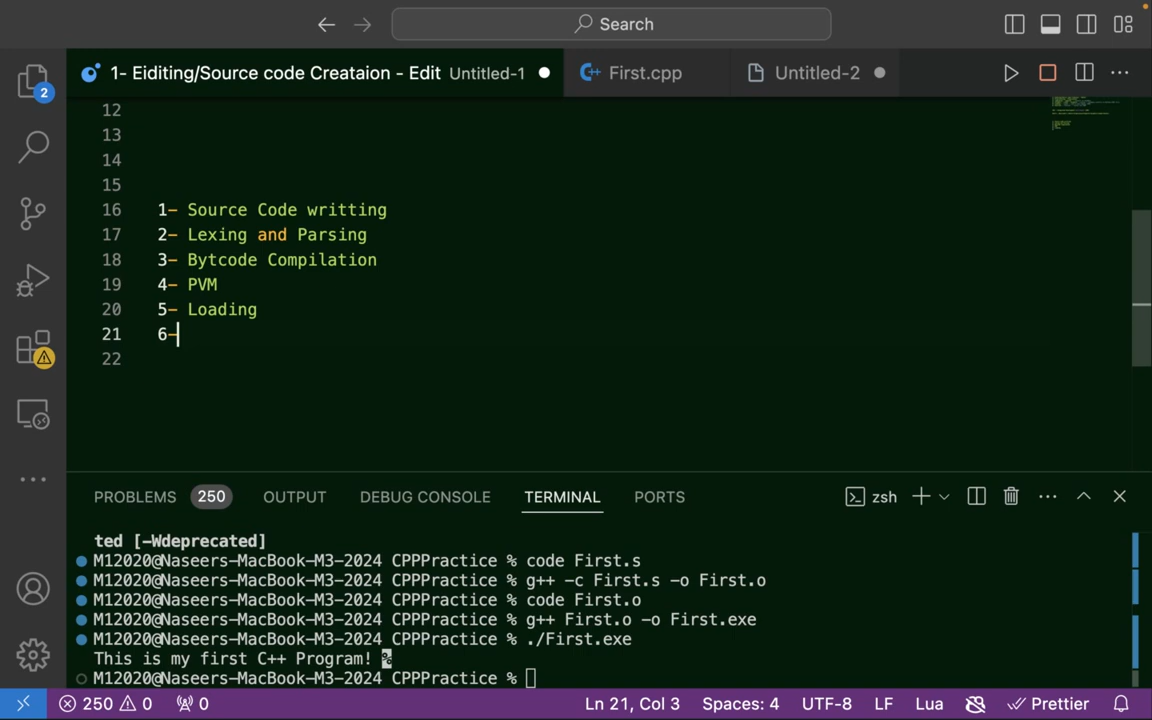 Search
2
1- Eiditing/Source code Creataion - Edit Untitled-1
First.cpp
Untitled-2
12
13
14
15
16 1- Source Code writting
17 2- Lexing and Parsing
18 3- Bytcode Compilation
19 4- PVM
20 5- Loading
21 6-
22
PROBLEMS 250 OUTPUT DEBUG CONSOLE TERMINAL PORTS zsh
ted [-Wdeprecated]
M12020@Naseers-MacBook-M3-2024 CPPPractice % code First.s
M12020@Naseers-MacBook-M3-2024 CPPPractice % g++ -c First.s -o First.o
M12020@Naseers-MacBook-M3-2024 CPPPractice % code First.o
M12020@Naseers-MacBook-M3-2024 CPPPractice % g++ First.o -o First.exe
M12020@Naseers-MacBook-M3-2024 CPPPractice % ./First.exe
This is my first C++ Program! %
M12020@Naseers-MacBook-M3-2024 CPPPractice %
250 0 0 Ln 21, Col 3 Spaces: 4 UTF-8 LF Lua Prettier